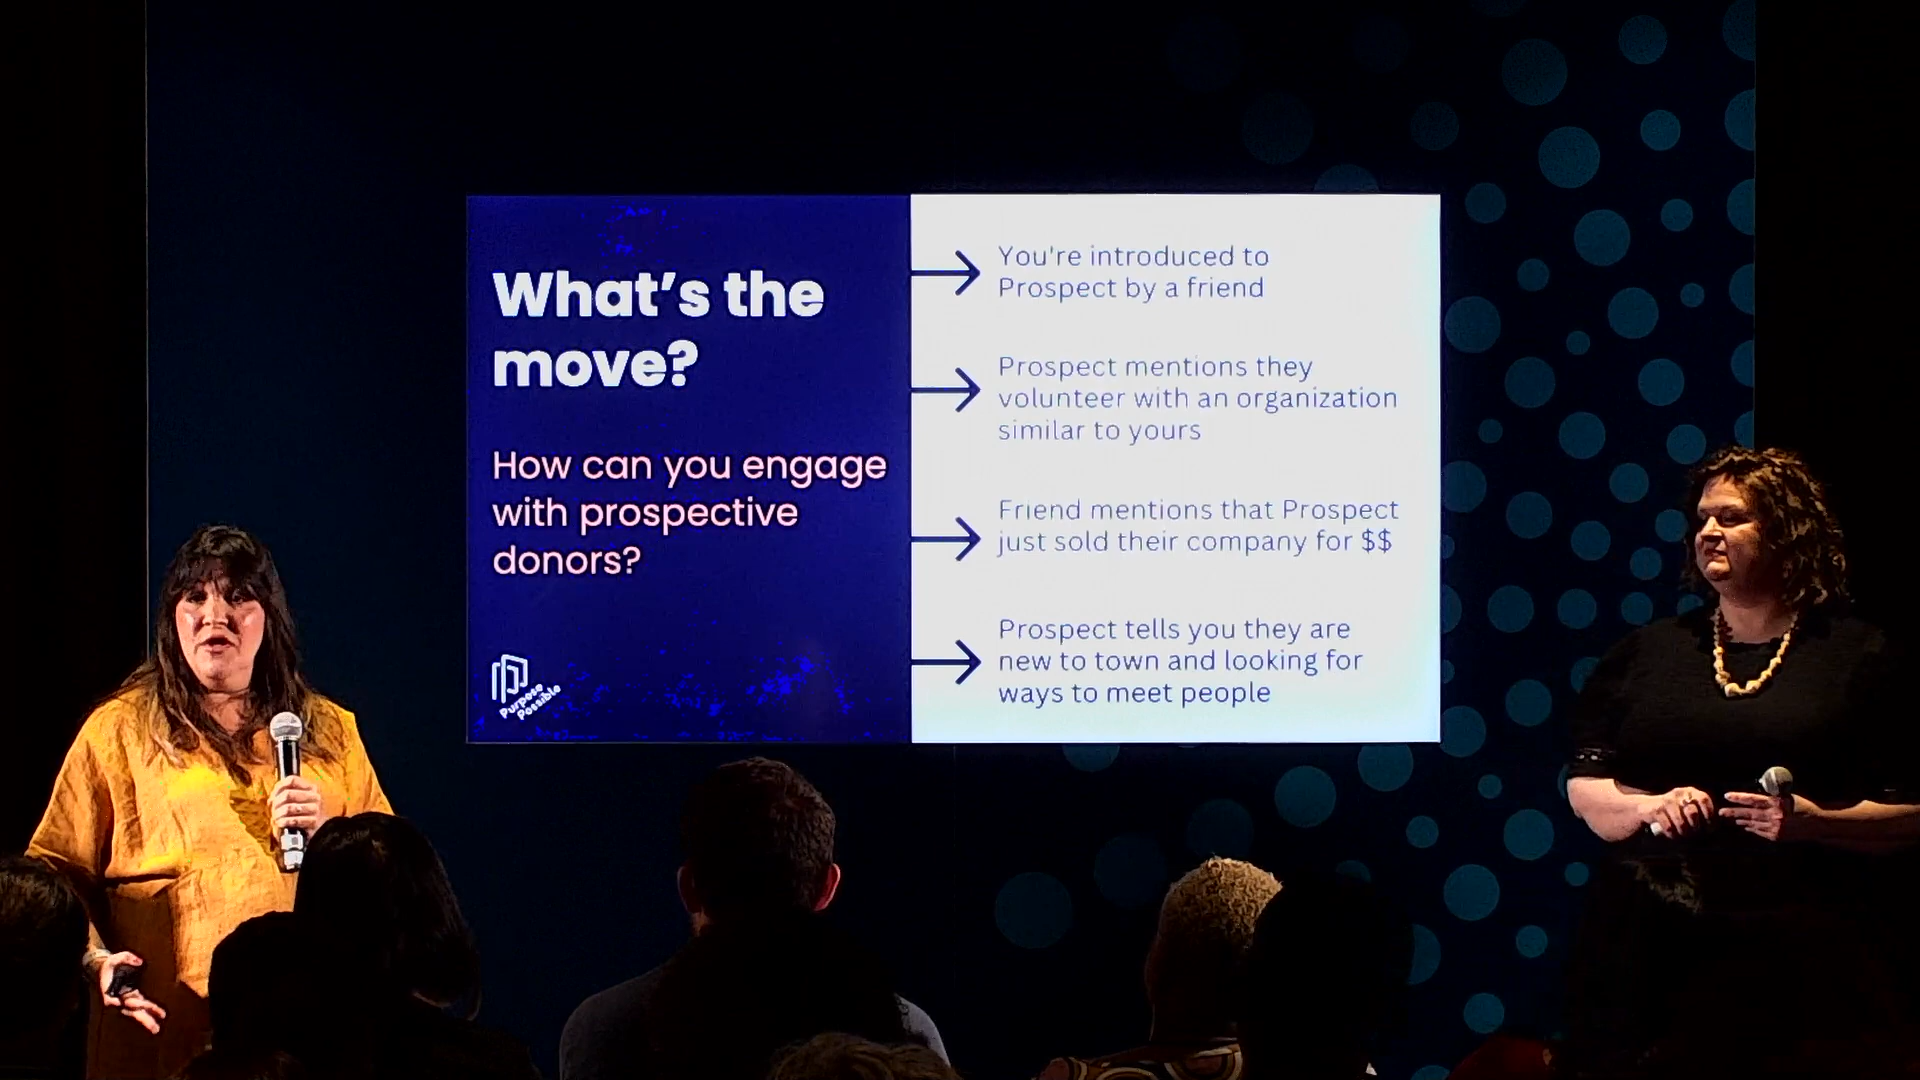 What's the
move?
How can you engage
with prospective
donors?
Purpose
Possible
You're introduced to
Prospect by a friend
Prospect mentions they
volunteer with an organization
similar to yours
Friend mentions that Prospect
just sold their company for $$
Prospect tells you they are
new to town and looking for
ways to meet people